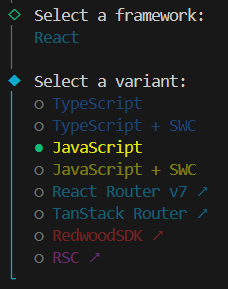 Select a framework:
React
Select a variant:
TypeScript
TypeScript + SWC
JavaScript
JavaScript + SWC
React Router v7 ↗
TanStack Router ↗
RedwoodSDK ↗
RSC ↗